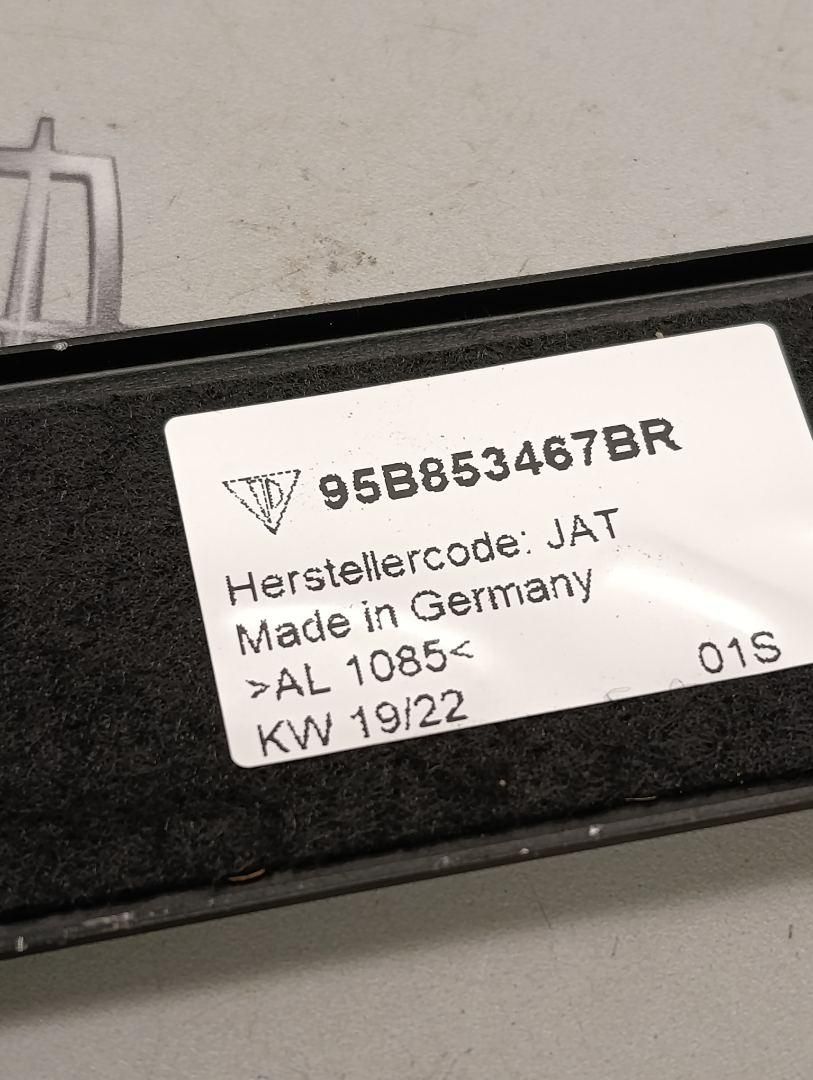 95B853467BR
Herstellercode: JAT
Made in Germany
>AL 1085<
01S
KW 19/22